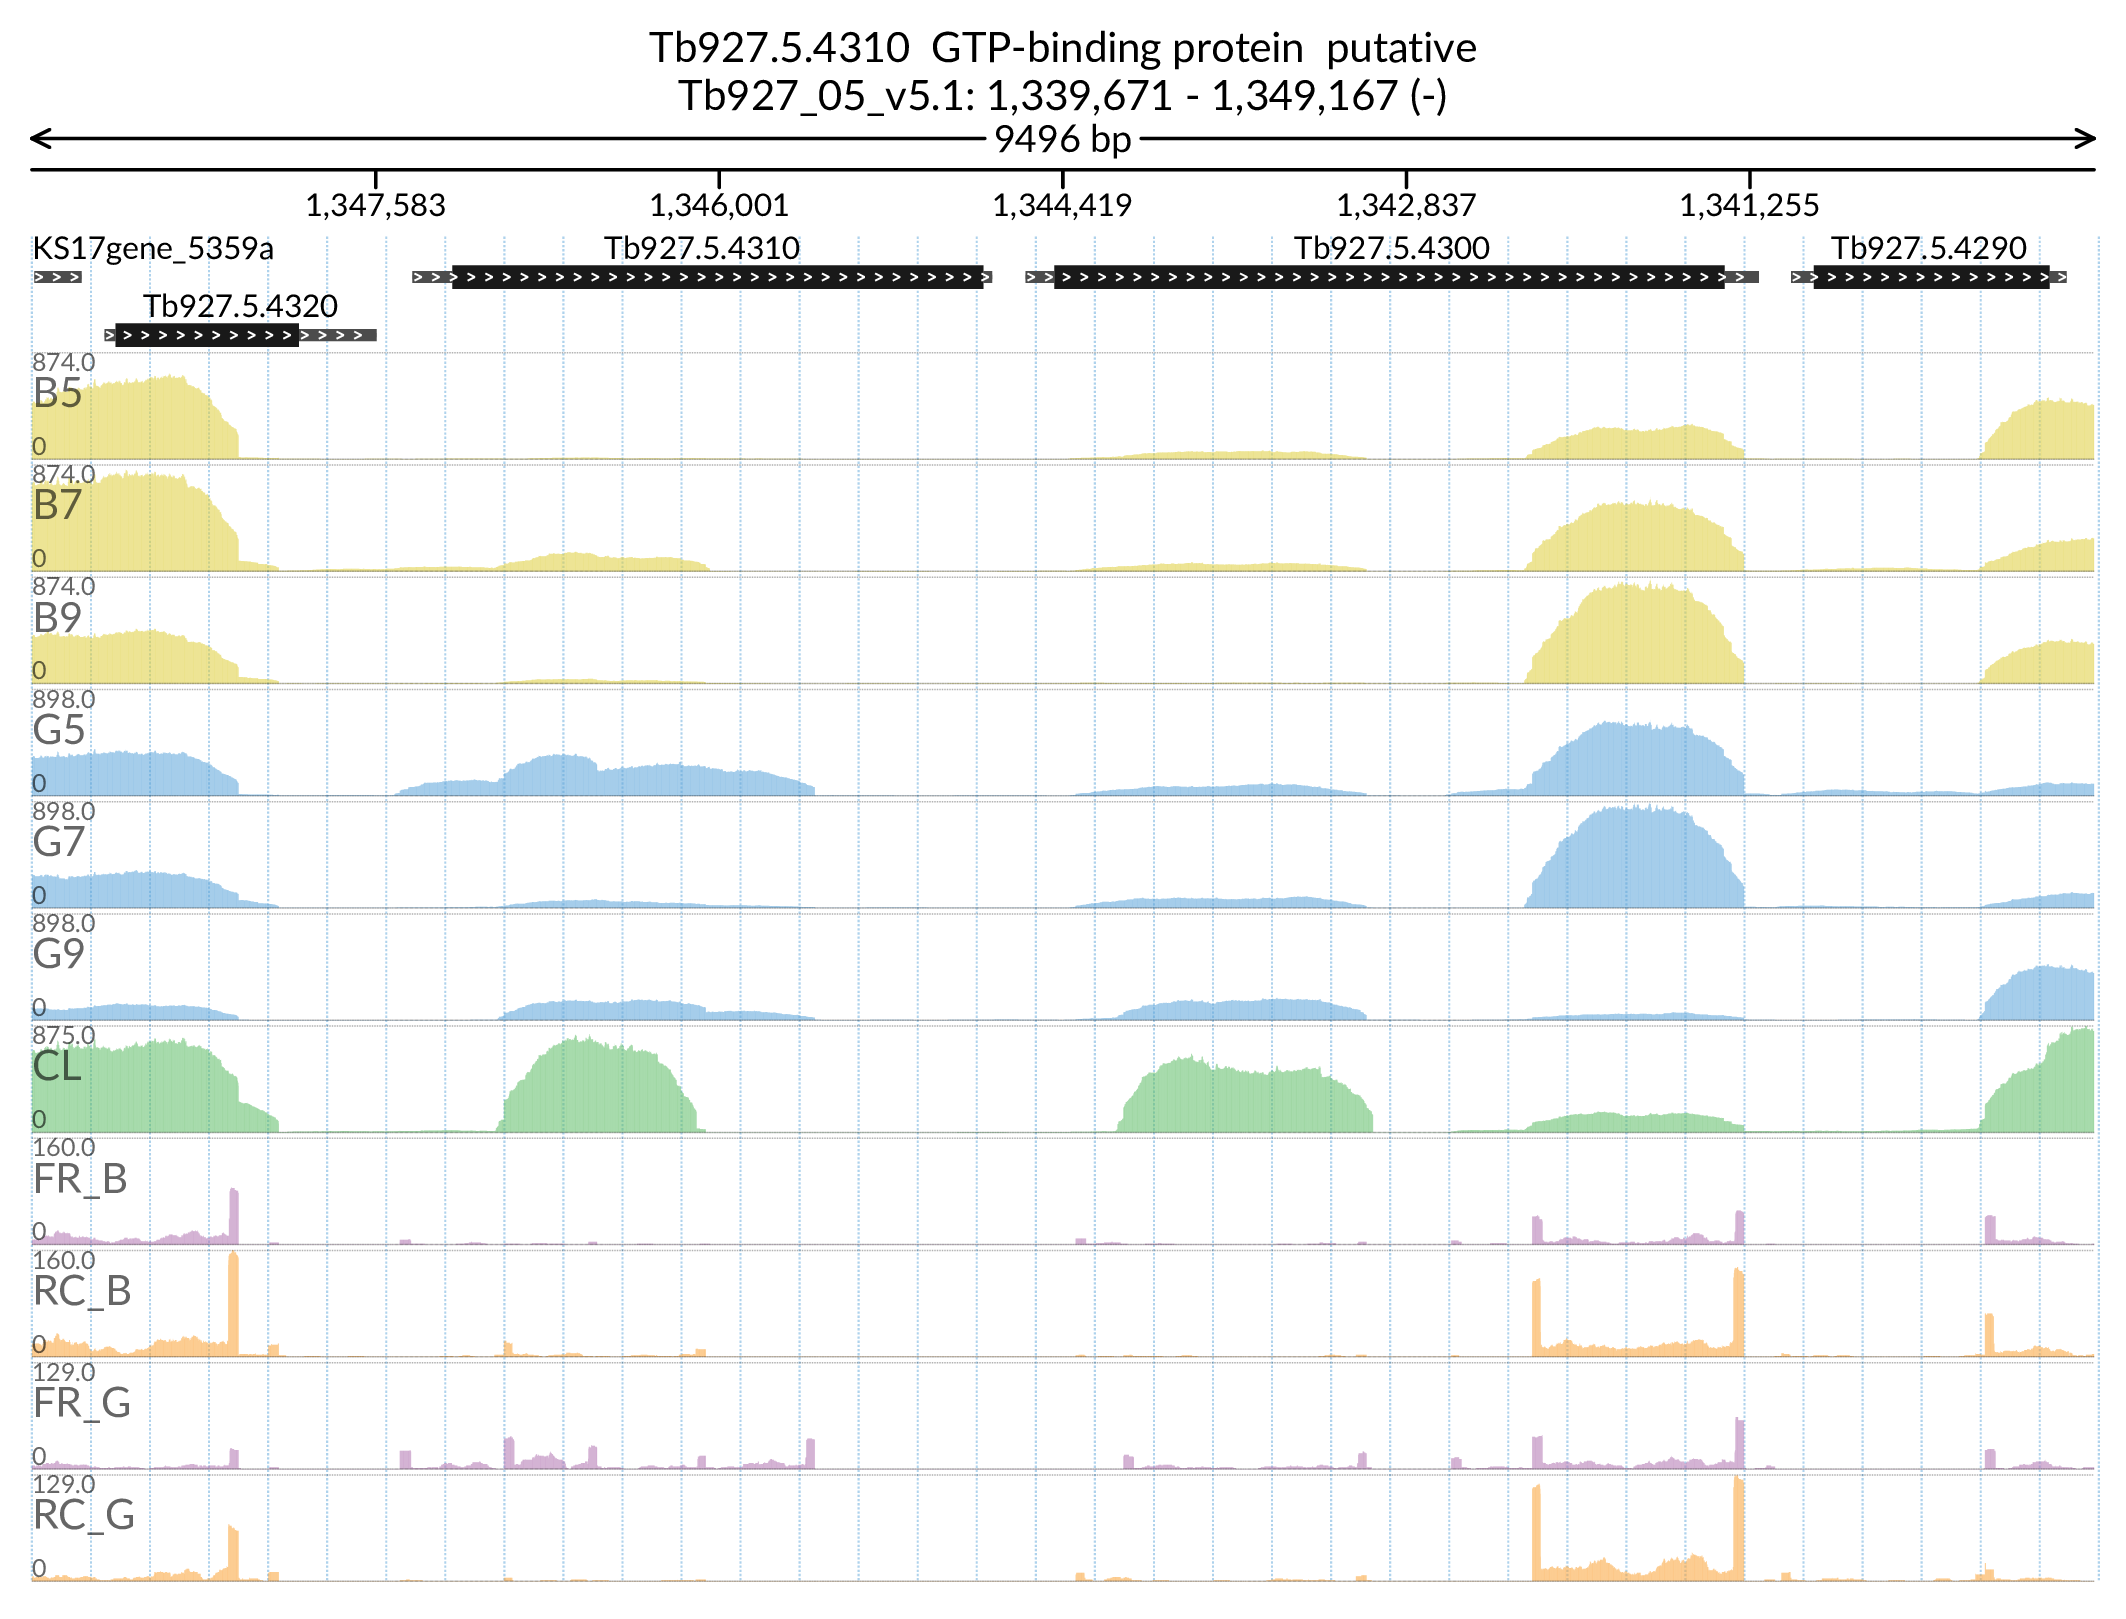 Tb927.5.4310  GTP-binding protein  putative
Tb927_05_v5.1: 1,339,671 - 1,349,167 (-)
9496 bp
1,347,583 1,346,001 1,344,419 1,342,837 1,341,255
KS17gene_5359a Tb927.5.4310 Tb927.5.4300 Tb927.5.4290
Tb927.5.4320
874.0
B5
0
874.0
B7
0
874.0
B9
0
898.0
G5
0
898.0
G7
0
898.0
G9
0
875.0
CL
0
160.0
FR_B
0
160.0
RC_B
0
129.0
FR_G
0
129.0
RC_G
0